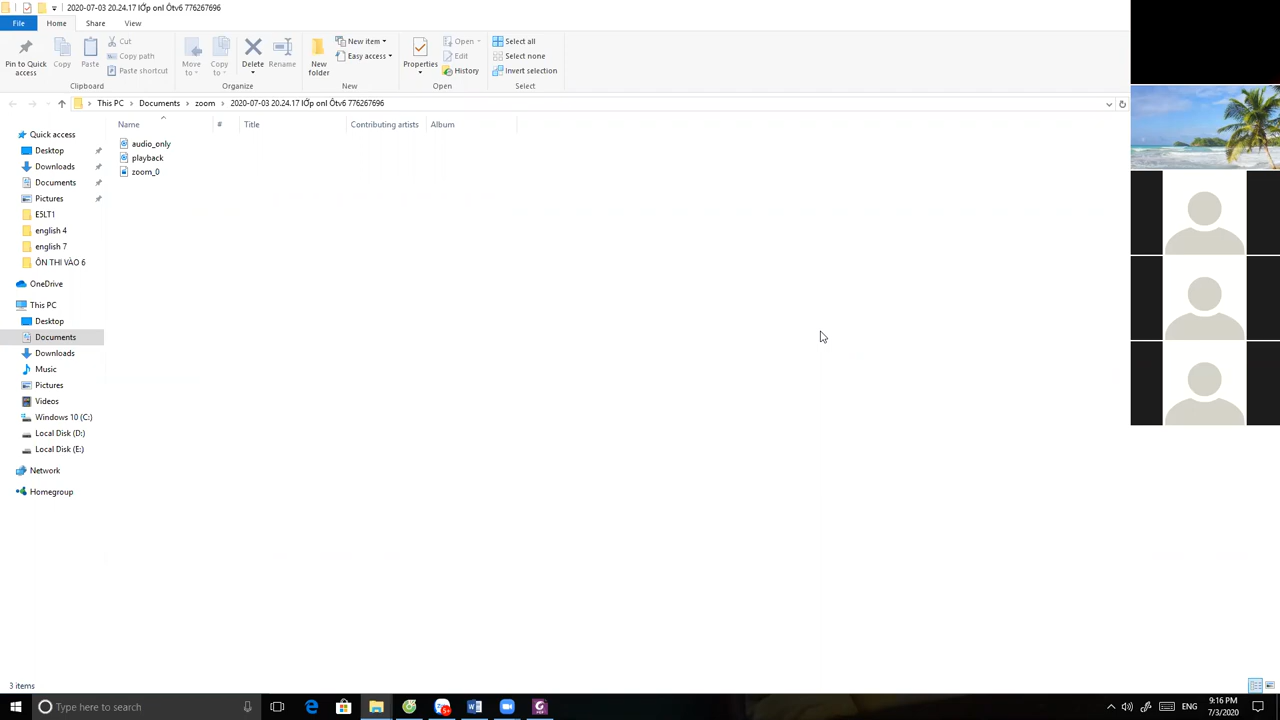 2020-07-03 20.24.17 lỚp onl Ôtv6 776267696
File Home Share View
Pin to Quick access
Copy
Paste
Cut
Copy path
Paste shortcut
Move to
Copy to
Delete
Rename
New folder
New item
Easy access
Properties
Open
Edit
History
Select all
Select none
Invert selection
Clipboard Organize New Open Select
This PC Documents zoom 2020-07-03 20.24.17 lỚp onl Ôtv6 776267696
Name # Title Contributing artists Album
audio_only
playback
zoom_0
Quick access
Desktop
Downloads
Documents
Pictures
E5LT1
english 4
english 7
ÔN THI VÀO 6
OneDrive
This PC
Desktop
Documents
Downloads
Music
Pictures
Videos
Windows 10 (C:)
Local Disk (D:)
Local Disk (E:)
Network
Homegroup
3 items
Type here to search
5+
ENG
9:16 PM
7/3/2020